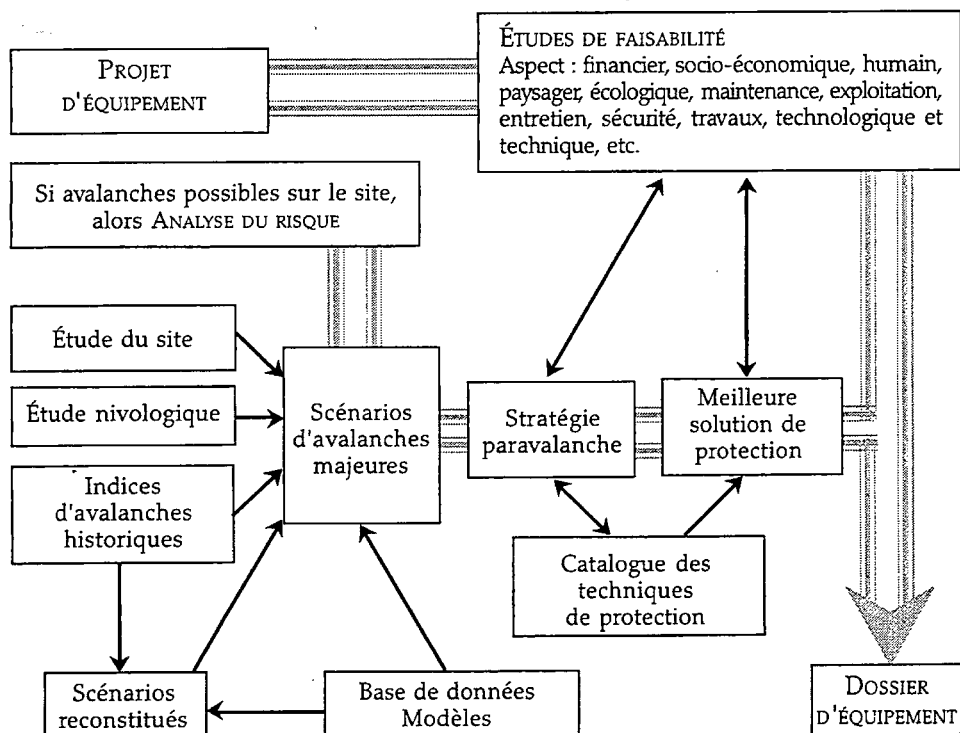 PROJET
D'ÉQUIPEMENT
ÉTUDES DE FAISABILITÉ
Aspect : financier, socio-économique, humain,
paysager, écologique, maintenance, exploitation,
entretien, sécurité, travaux, technologique et
technique, etc.
Si avalanches possibles sur le site,
alors ANALYSE DU RISQUE
Étude du site
Étude nivologique
Indices
d'avalanches
historiques
Scénarios
d'avalanches
majeures
Stratégie
paravalanche
Meilleure
solution de
protection
Catalogue des
techniques
de protection
Scénarios
reconstitués
Base de données
Modèles
DOSSIER
D'ÉQUIPEMENT